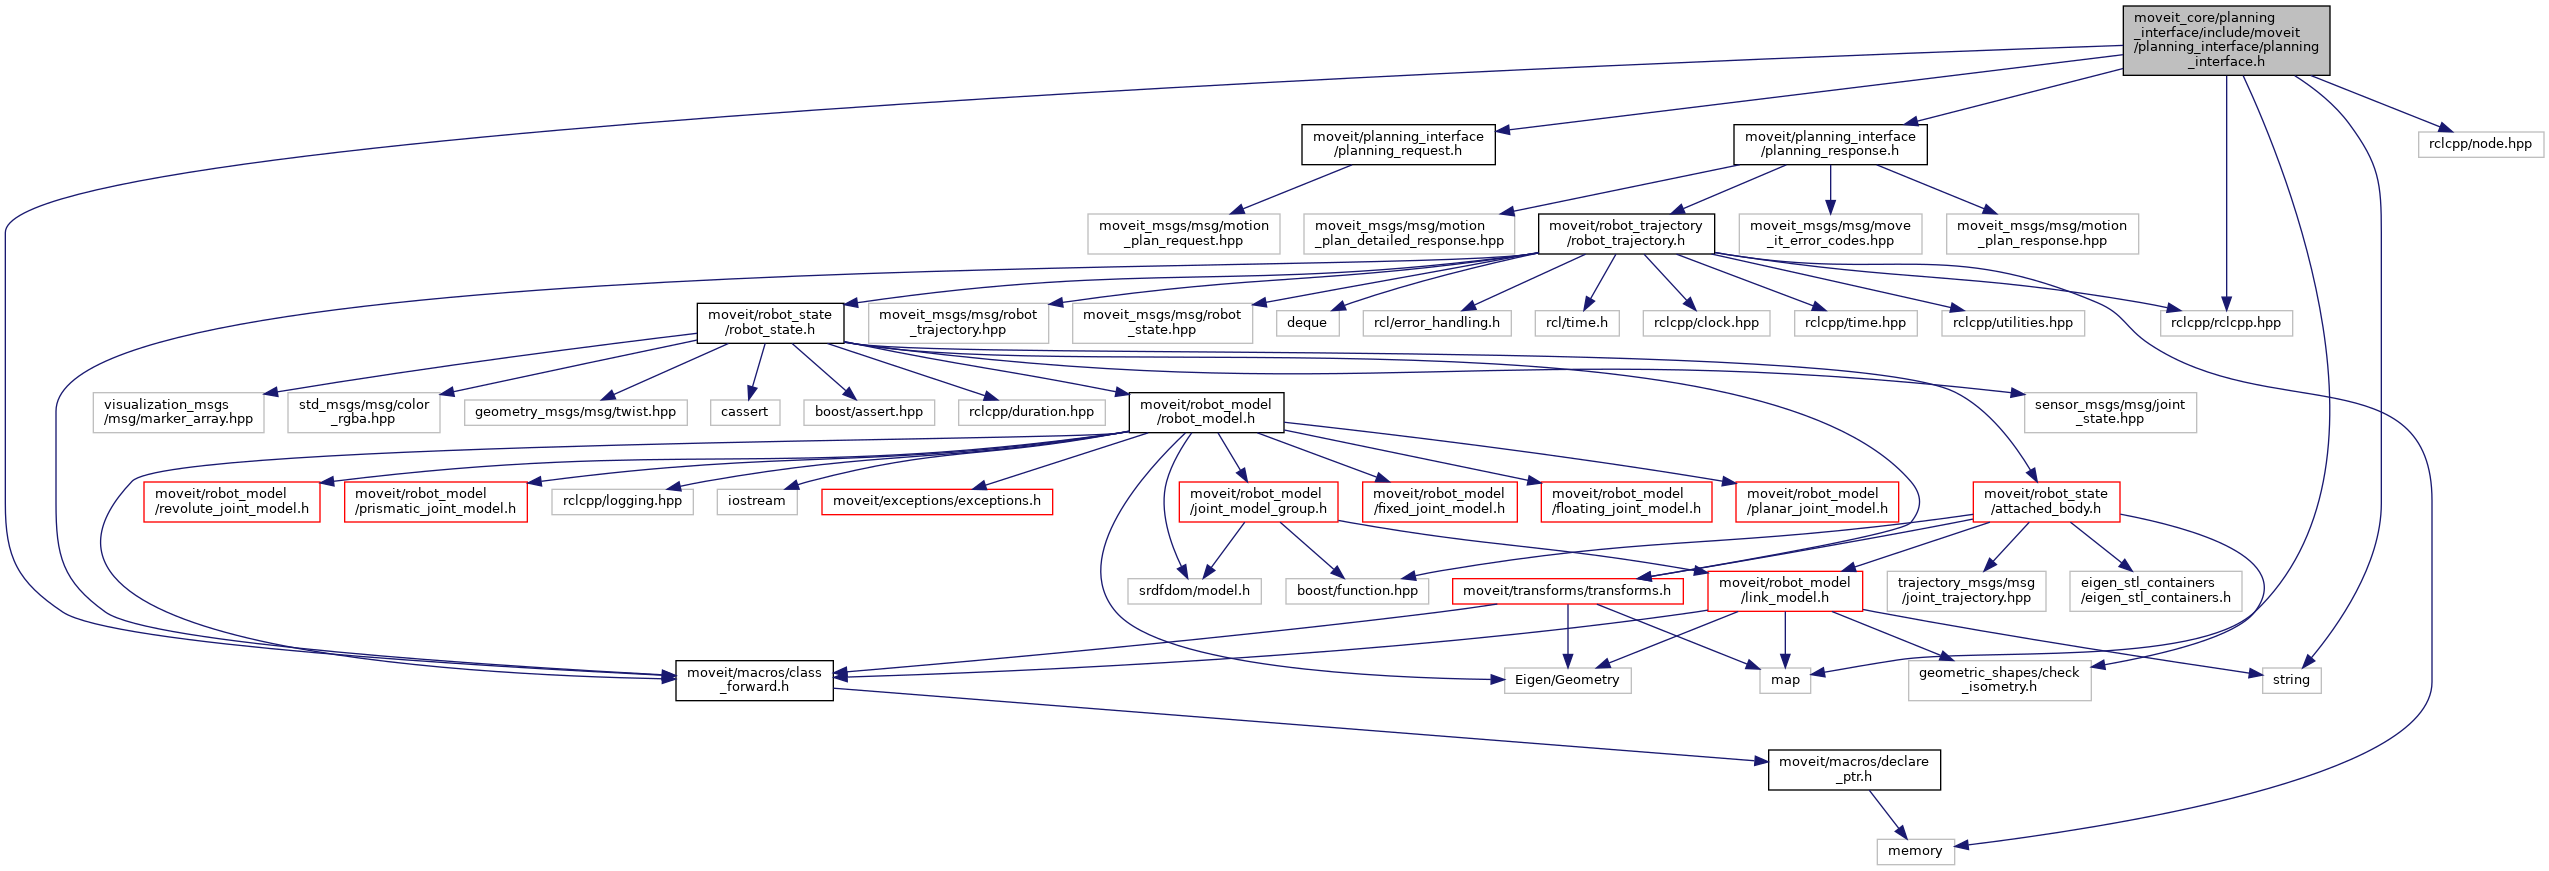 moveit_core/planning
_interface/include/moveit
/planning_interface/planning
_interface.h
moveit/planning_interface
/planning_request.h
moveit/planning_interface
/planning_response.h
rclcpp/node.hpp
moveit_msgs/msg/motion
_plan_request.hpp
moveit_msgs/msg/motion
_plan_detailed_response.hpp
moveit/robot_trajectory
/robot_trajectory.h
moveit_msgs/msg/move
_it_error_codes.hpp
moveit_msgs/msg/motion
_plan_response.hpp
moveit/robot_state
/robot_state.h
moveit_msgs/msg/robot
_trajectory.hpp
moveit_msgs/msg/robot
_state.hpp
deque
rcl/error_handling.h
rcl/time.h
rclcpp/clock.hpp
rclcpp/time.hpp
rclcpp/utilities.hpp
rclcpp/rclcpp.hpp
visualization_msgs
/msg/marker_array.hpp
std_msgs/msg/color
_rgba.hpp
geometry_msgs/msg/twist.hpp
cassert
boost/assert.hpp
rclcpp/duration.hpp
moveit/robot_model
/robot_model.h
sensor_msgs/msg/joint
_state.hpp
moveit/robot_model
/revolute_joint_model.h
moveit/robot_model
/prismatic_joint_model.h
rclcpp/logging.hpp
iostream
moveit/exceptions/exceptions.h
moveit/robot_model
/joint_model_group.h
moveit/robot_model
/fixed_joint_model.h
moveit/robot_model
/floating_joint_model.h
moveit/robot_model
/planar_joint_model.h
moveit/robot_state
/attached_body.h
srdfdom/model.h
boost/function.hpp
moveit/transforms/transforms.h
moveit/robot_model
/link_model.h
trajectory_msgs/msg
/joint_trajectory.hpp
eigen_stl_containers
/eigen_stl_containers.h
moveit/macros/class
_forward.h
Eigen/Geometry
map
geometric_shapes/check
_isometry.h
string
moveit/macros/declare
_ptr.h
memory